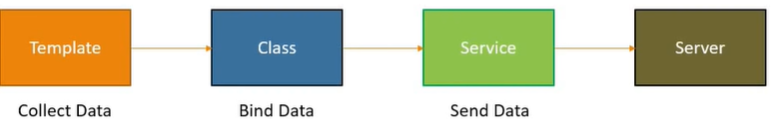 Template
Class
Service
Server
Collect Data
Bind Data
Send Data